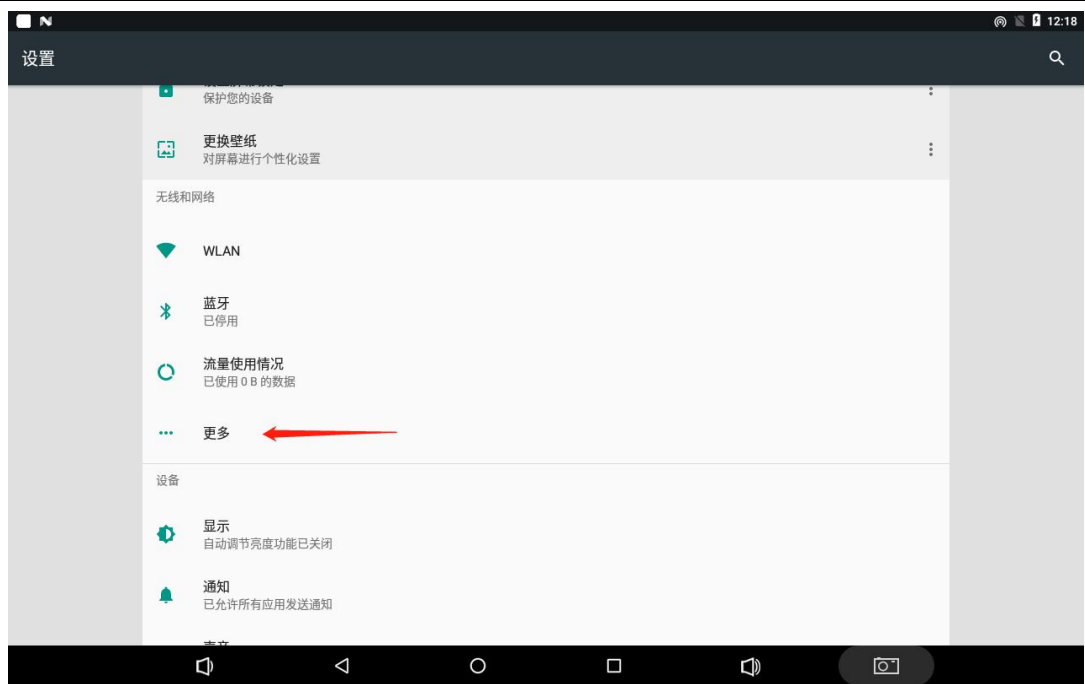 12:18
设置
保护您的设备
更换壁纸
对屏幕进行个性化设置
无线和网络
WLAN
蓝牙
已停用
流量使用情况
已使用 0 B 的数据
更多
设备
显示
自动调节亮度功能已关闭
通知
已允许所有应用发送通知